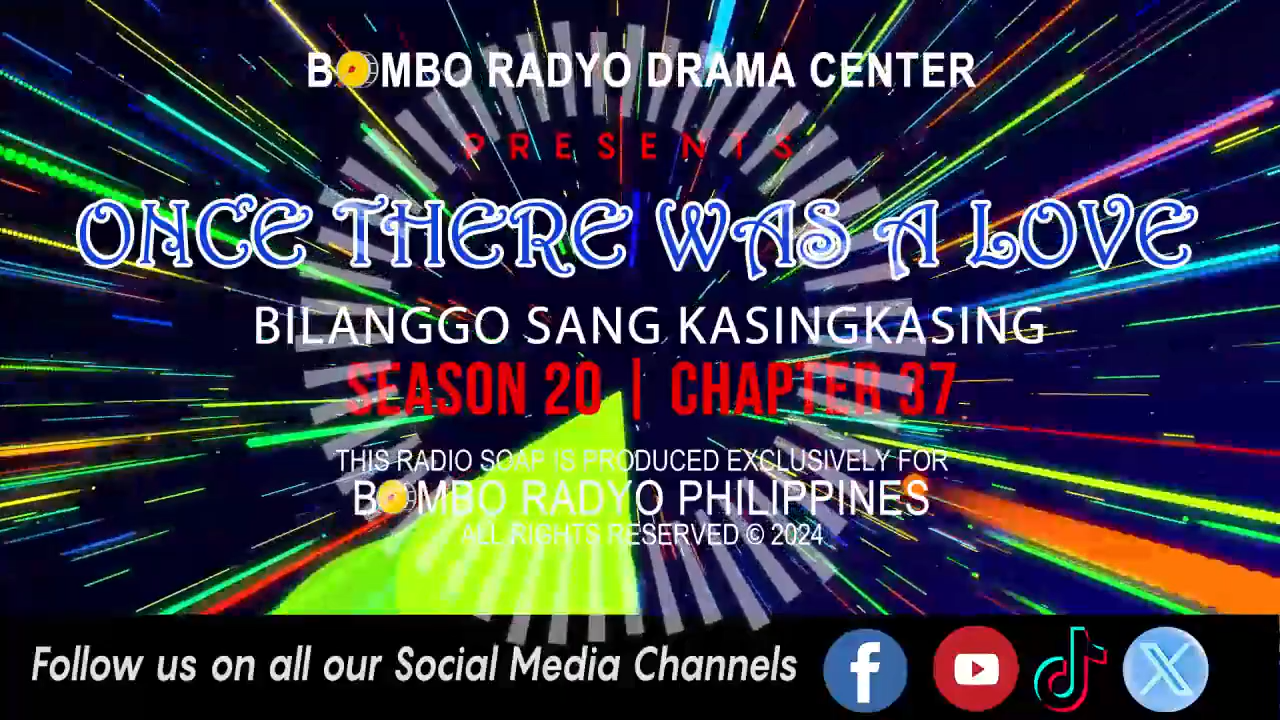 BOMBO RADYO DRAMA CENTER
PRESENTS
ONCE THERE WAS A LOVE
BILANGGO SANG KASINGKASING
SEASON 20 | CHAPTER 37
THIS RADIO SOAP IS PRODUCED EXCLUSIVELY FOR
BOMBO RADYO PHILIPPINES
ALL RIGHTS RESERVED © 2024
Follow us on all our Social Media Channels